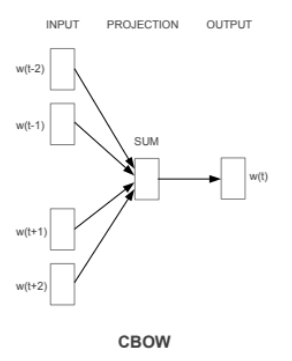 INPUT PROJECTION OUTPUT
w(t-2)
w(t-1)
SUM
w(t)
w(t+1)
w(t+2)
CBOW